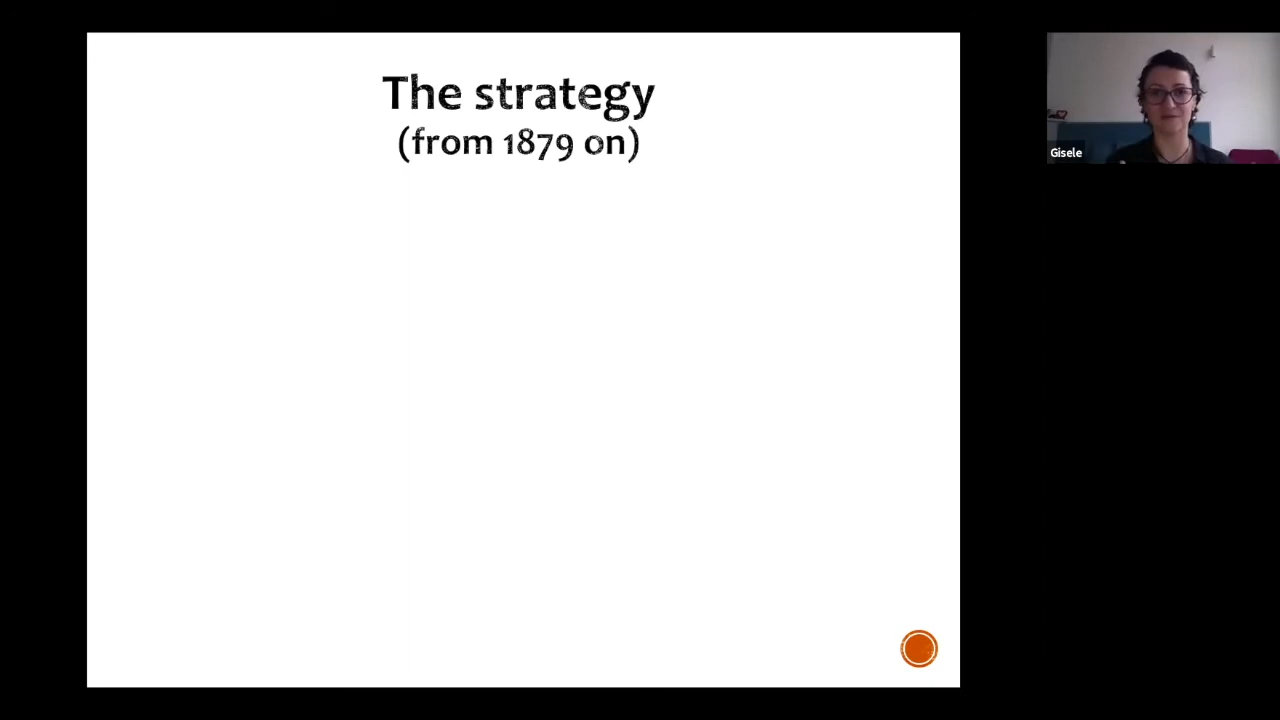 The strategy
(from 1879 on)
Gisele